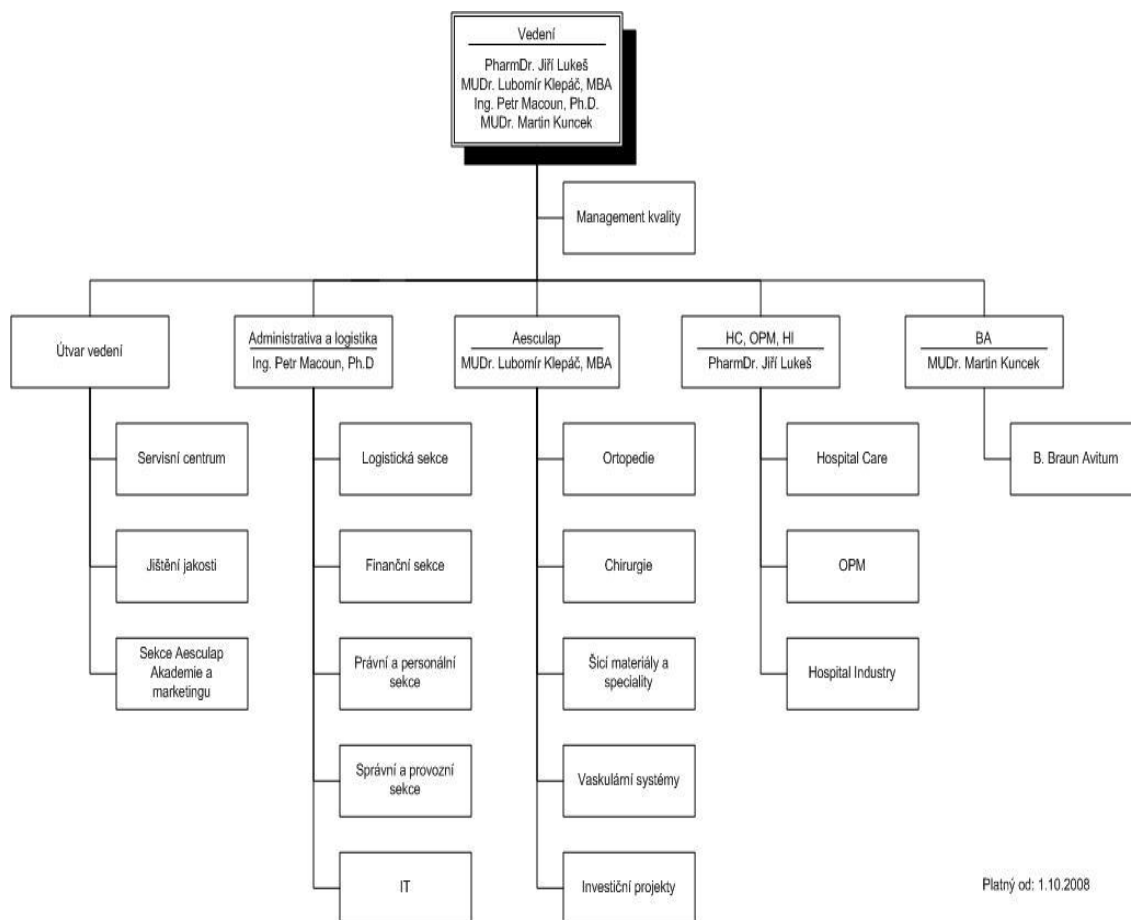 Vedení
PharmDr. Jiří Lukeš
MUDr. Lubomír Klepáč, MBA
Ing. Petr Macoun, Ph.D.
MUDr. Martin Kuncek
Management kvality
Útvar vedení
Administrativa a logistika
Ing. Petr Macoun, Ph.D
Aesculap
MUDr. Lubomír Klepáč, MBA
HC, OPM, HI
PharmDr. Jiří Lukeš
BA
MUDr. Martin Kuncek
Servisní centrum
Logistická sekce
Ortopedie
Hospital Care
B. Braun Avitum
Jištění jakosti
Finanční sekce
Chirurgie
OPM
Sekce Aesculap
Akademie a
marketingu
Právní a personální
sekce
Šicí materiály a
speciality
Hospital Industry
Správní a provozní
sekce
Vaskulární systémy
IT
Investiční projekty
Platný od: 1.10.2008